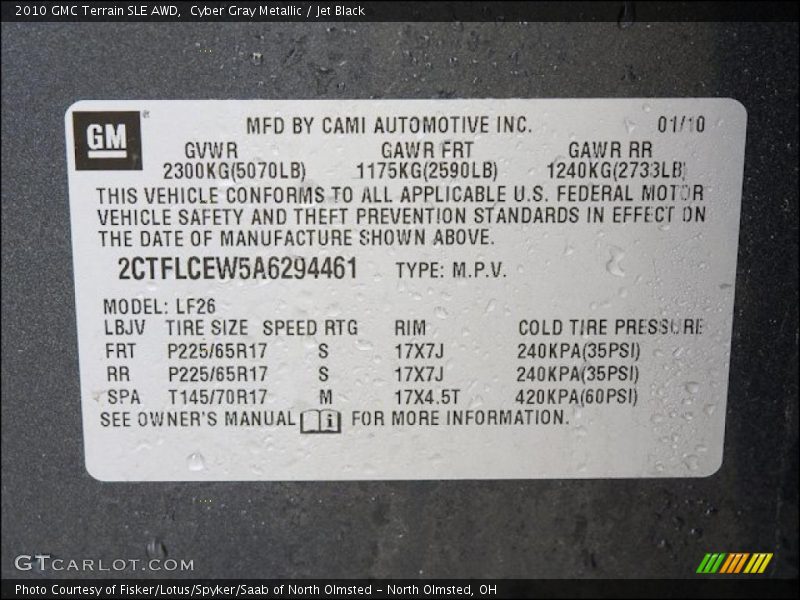 2010 GMC Terrain SLE AWD,  Cyber Gray Metallic / Jet Black
GM ®
MFD BY CAMI AUTOMOTIVE INC. 01/10
GVWR GAWR FRT GAWR RR
2300KG(5070LB) 1175KG(2590LB) 1240KG(2733LB)
THIS VEHICLE CONFORMS TO ALL APPLICABLE U.S. FEDERAL MOTOR
VEHICLE SAFETY AND THEFT PREVENTION STANDARDS IN EFFECT ON
THE DATE OF MANUFACTURE SHOWN ABOVE.
2CTFLCEW5A6294461 TYPE: M.P.V.
MODEL: LF26
LBJV TIRE SIZE SPEED RTG RIM COLD TIRE PRESSURE
FRT P225/65R17 S 17X7J 240KPA(35PSI)
RR P225/65R17 S 17X7J 240KPA(35PSI)
SPA T145/70R17 M 17X4.5T 420KPA(60PSI)
SEE OWNER'S MANUAL i FOR MORE INFORMATION.
GTCARLOT.COM
Photo Courtesy of Fisker/Lotus/Spyker/Saab of North Olmsted - North Olmsted, OH